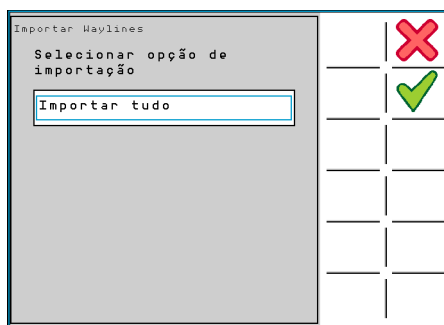 Importar Waylines
Selecionar opção de
importação
Importar tudo